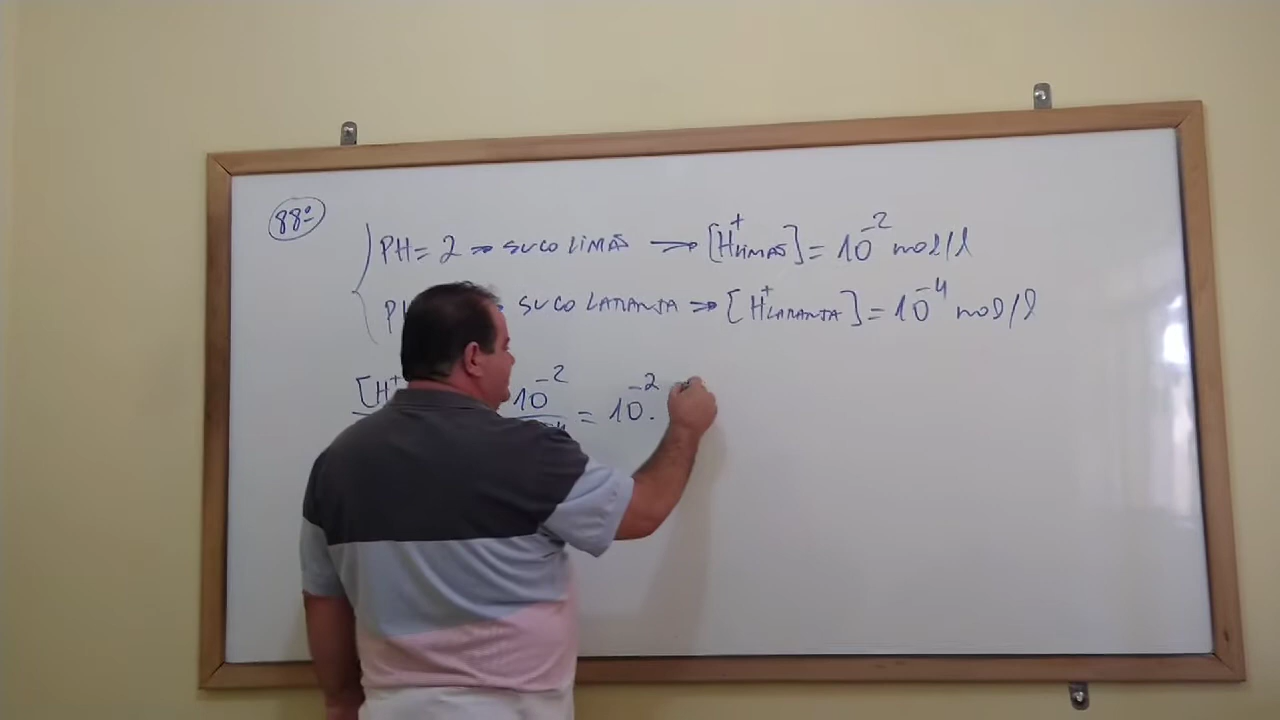 88º
PH = 2 => SUCO LIMÃO => [H+LIMÃO] = 10^-2 mol/l
P SUCO LARANJA => [H+LARANJA] = 10^-4 mol/l
[H+ 10^-2 = 10^-2 .